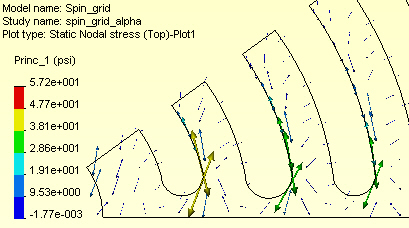 Model name: Spin_grid
Study name: spin_grid_alpha
Plot type: Static Nodal stress (Top)-Plot1
Princ_1 (psi)
5.72e+001
4.77e+001
3.81e+001
2.86e+001
1.91e+001
9.53e+000
-1.77e-003